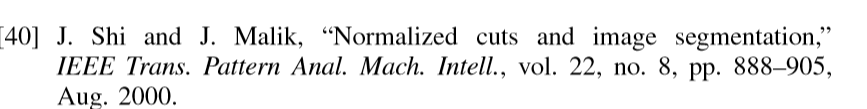 [40] J. Shi and J. Malik, “Normalized cuts and image segmentation,”
IEEE Trans. Pattern Anal. Mach. Intell., vol. 22, no. 8, pp. 888–905,
Aug. 2000.